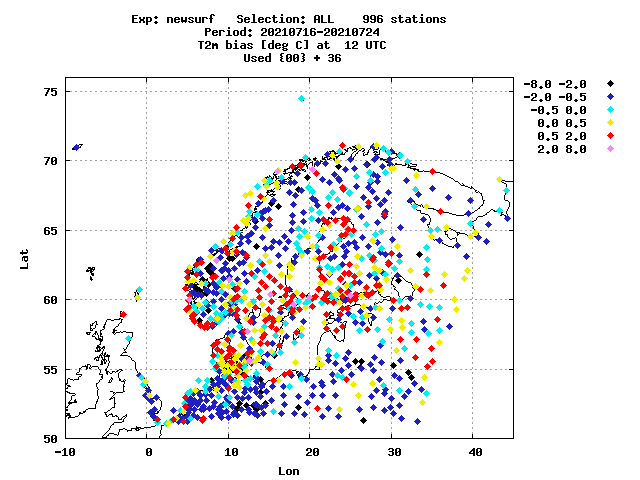 Exp: newsurf   Selection: ALL    996 stations
Period: 20210716-20210724
T2m bias [deg C] at  12 UTC
Used {00} + 36
-8.0 -2.0
-2.0 -0.5
-0.5 0.0
0.0 0.5
0.5 2.0
2.0 8.0
75
70
65
60
55
50
Lat
-10 0 10 20 30 40
Lon